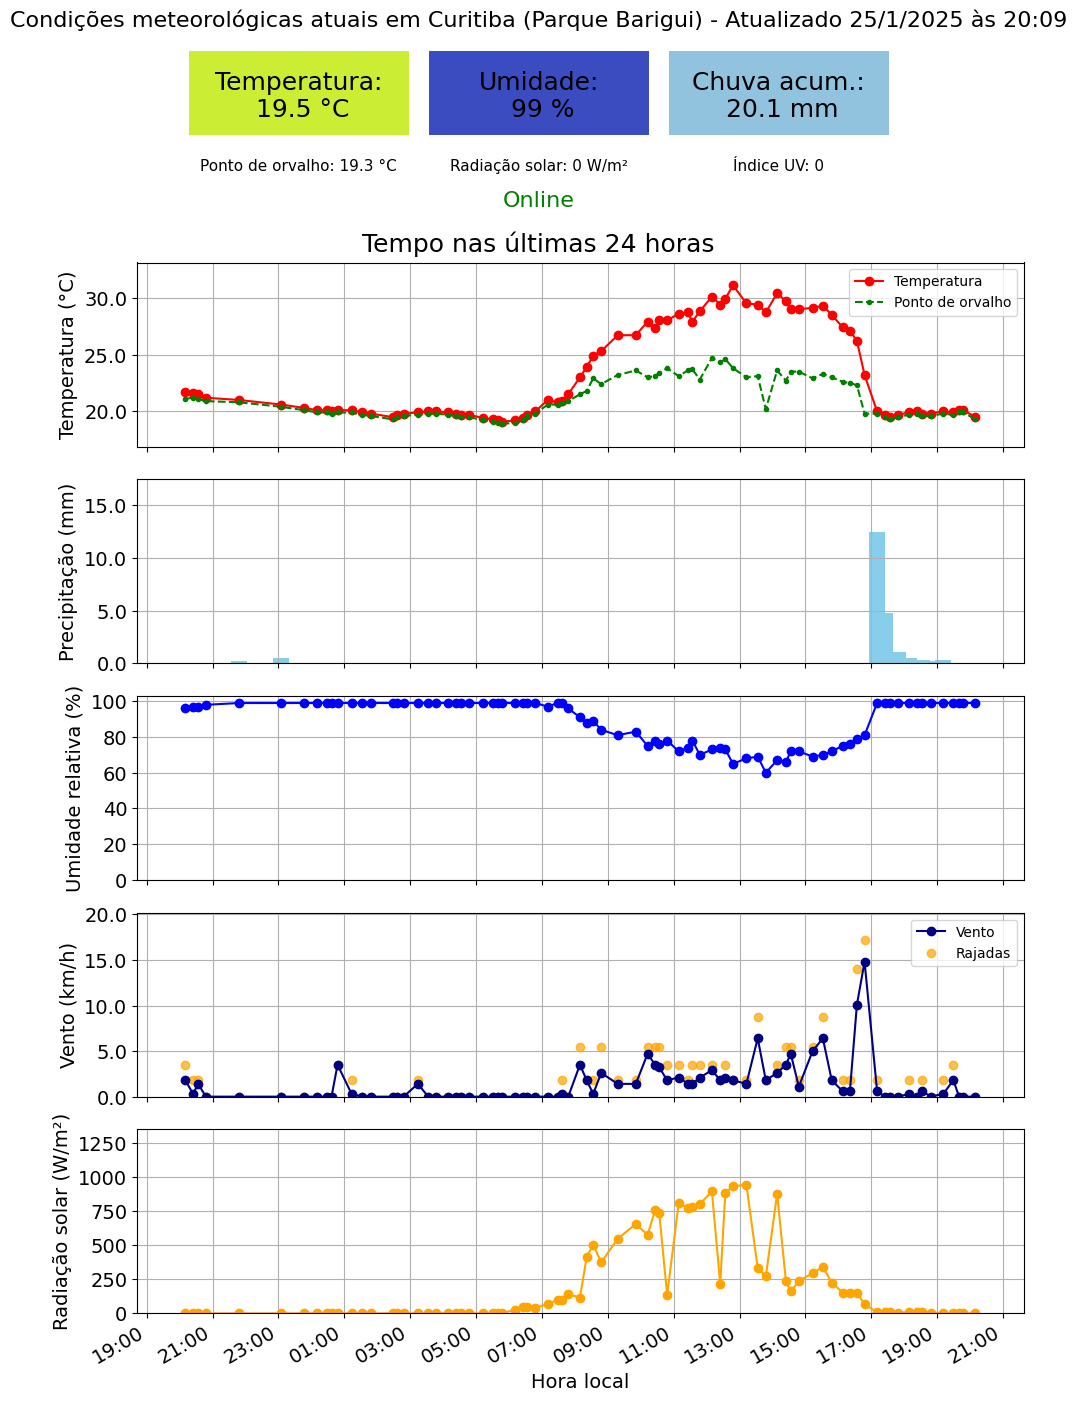 Condições meteorológicas atuais em Curitiba (Parque Barigui) - Atualizado 25/1/2025 às 20:09
Temperatura:
19.5 °C
Umidade:
99 %
Chuva acum.:
20.1 mm
Ponto de orvalho: 19.3 °C
Radiação solar: 0 W/m²
Índice UV: 0
Online
Tempo nas últimas 24 horas
Temperatura (°C)
30.0
25.0
20.0
Temperatura
Ponto de orvalho
Precipitação (mm)
15.0
10.0
5.0
0.0
Umidade relativa (%)
100
80
60
40
20
0
Vento (km/h)
20.0
15.0
10.0
5.0
0.0
Vento
Rajadas
Radiação solar (W/m²)
1250
1000
750
500
250
0
19:00 21:00 23:00 01:00 03:00 05:00 07:00 09:00 11:00 13:00 15:00 17:00 19:00 21:00
Hora local